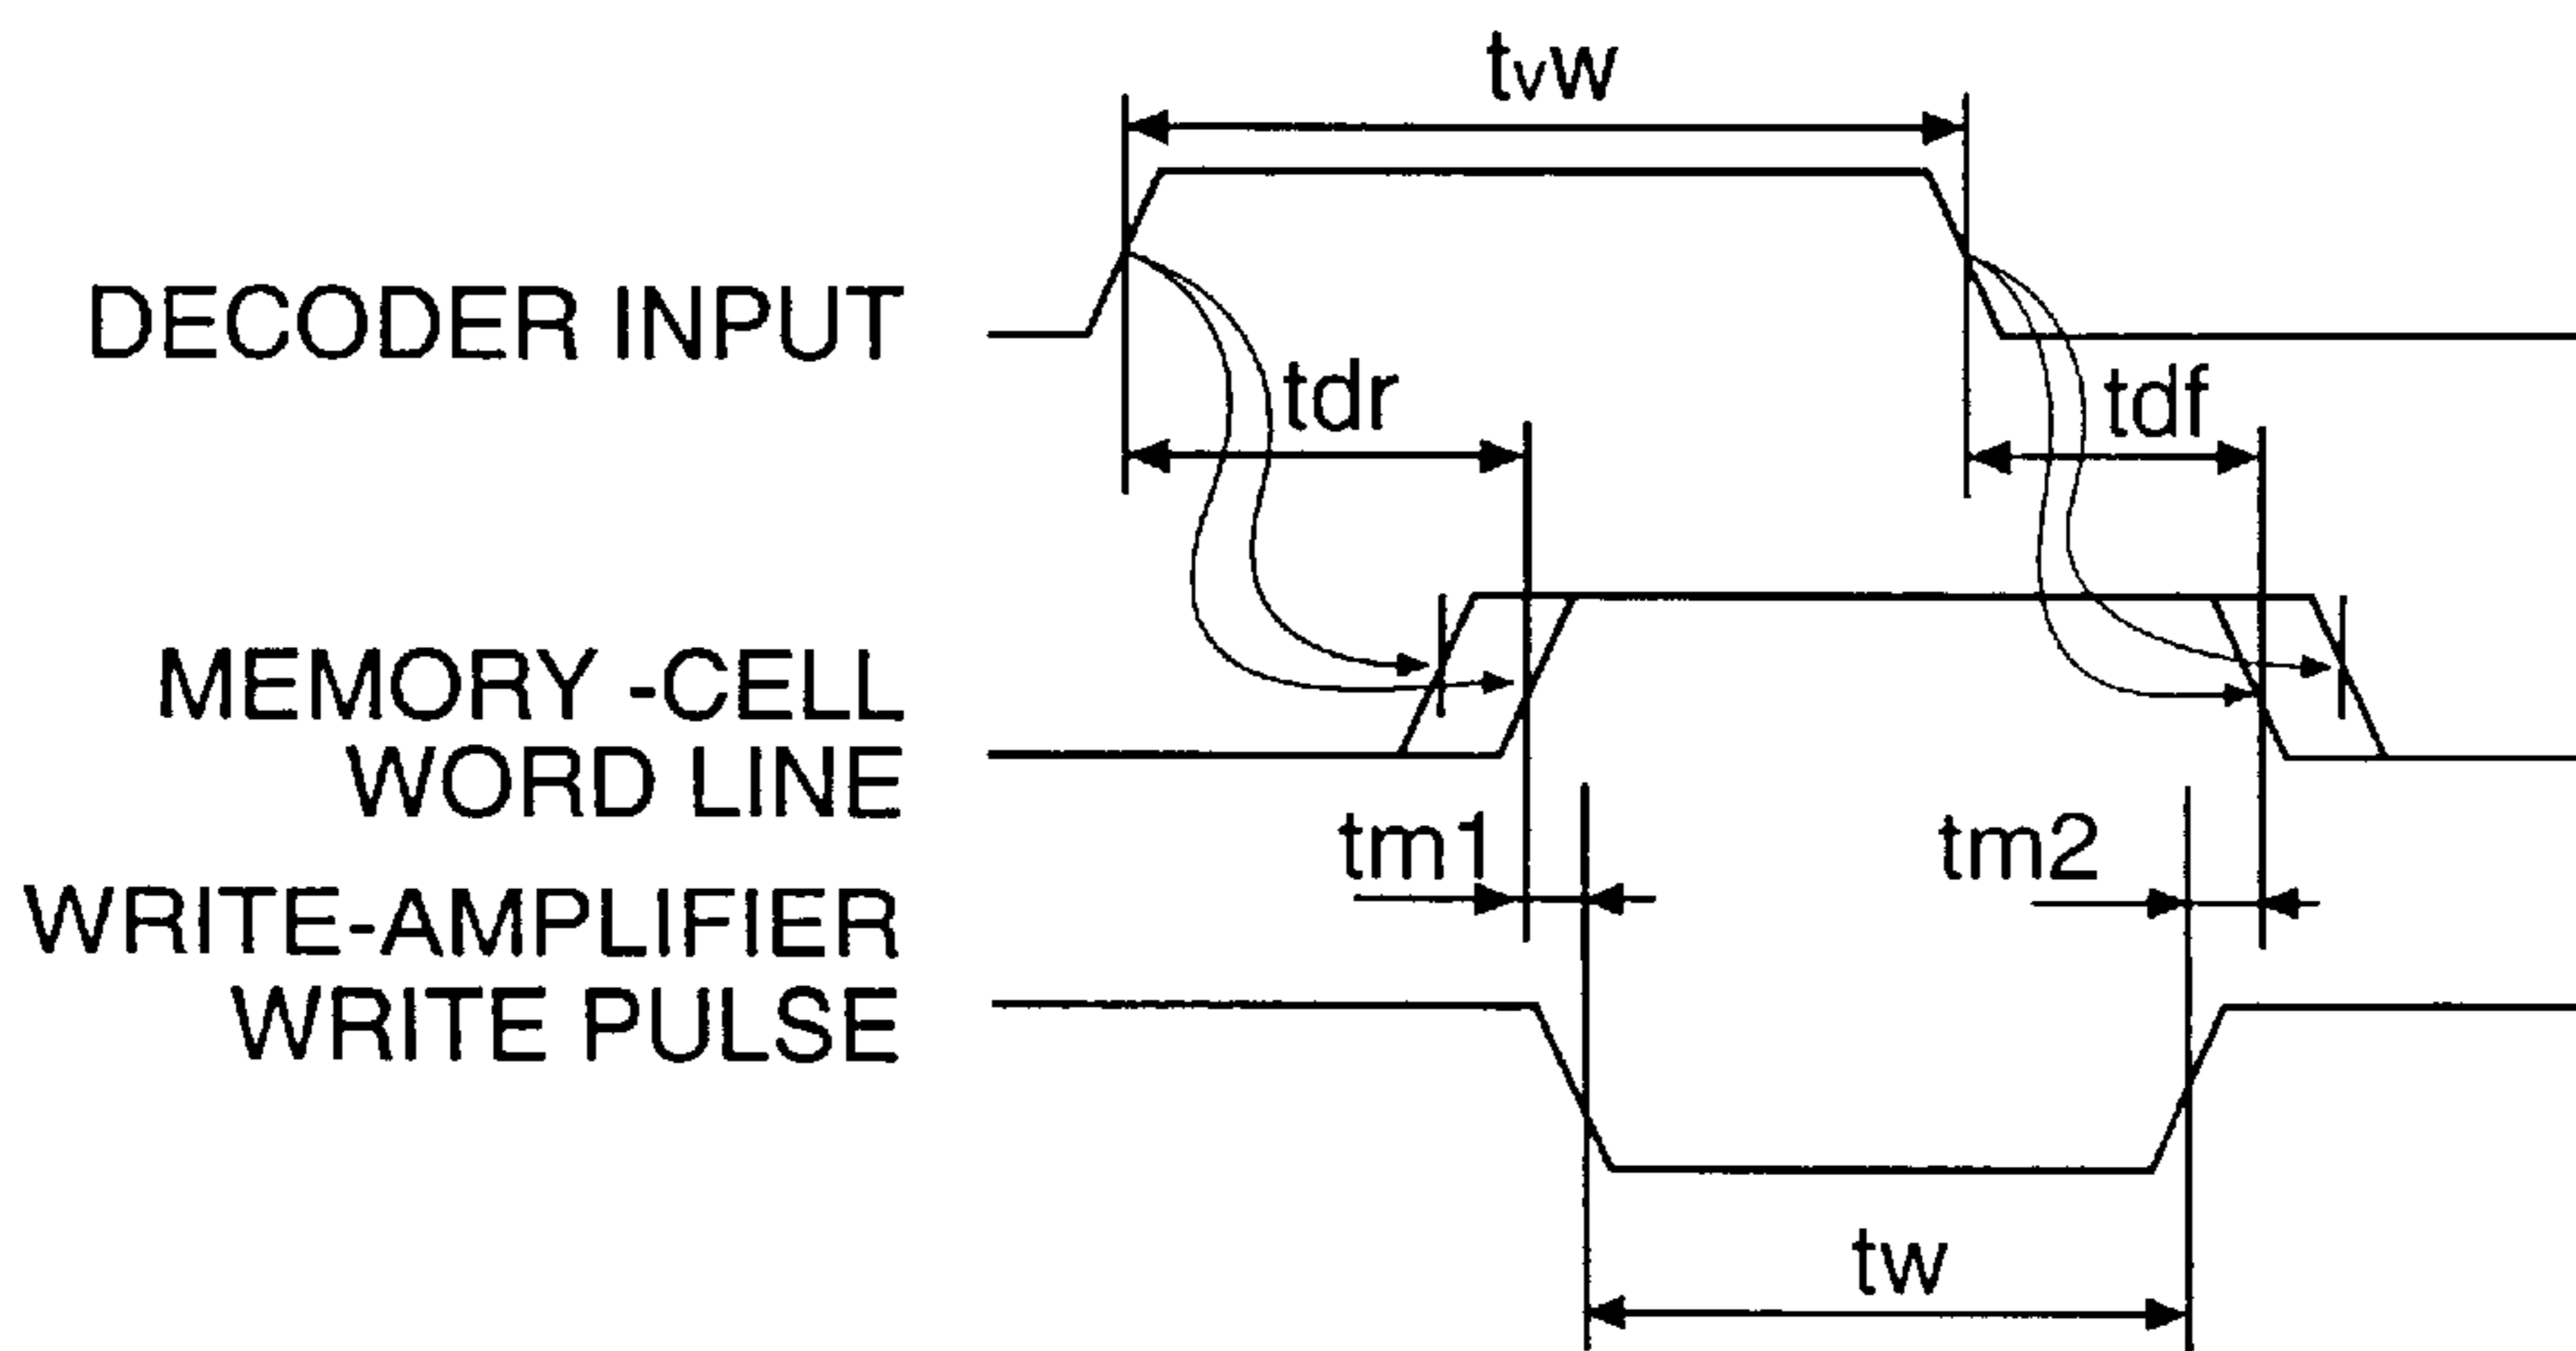 tvw
DECODER INPUT
tdr
tdf
MEMORY -CELL
WORD LINE
tm1
tm2
WRITE-AMPLIFIER
WRITE PULSE
tw